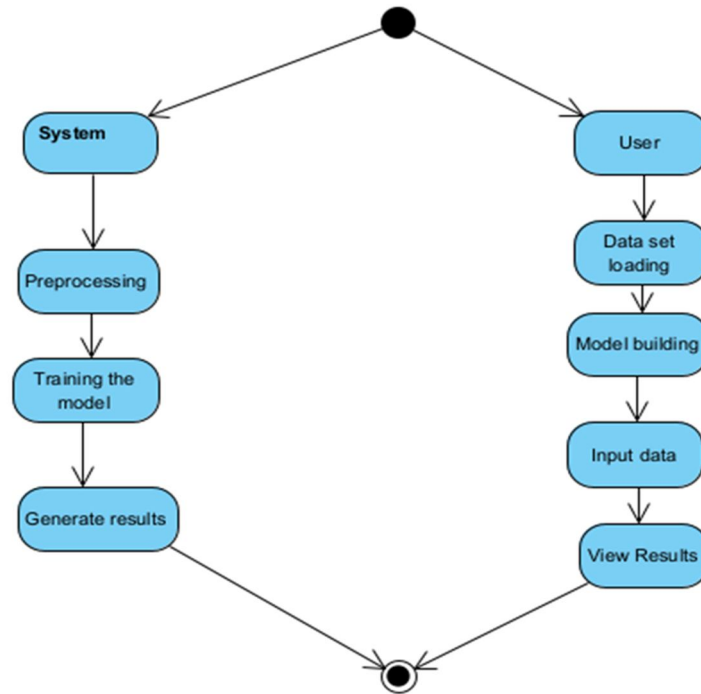 System
User
Data set
loading
Preprocessing
Model building
Training the
model
Input data
Generate results
View Results